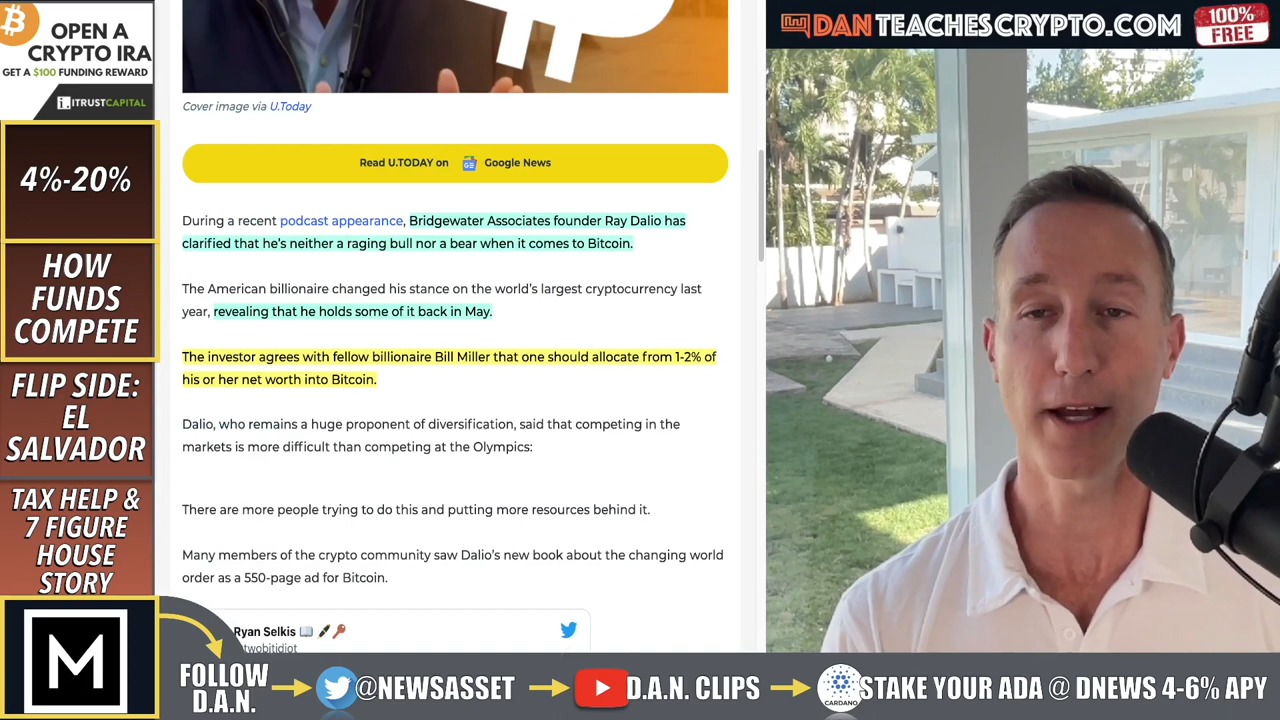 OPEN A
CRYPTO IRA
GET A $100 FUNDING REWARD
ITRUSTCAPITAL
4%-20%
HOW
FUNDS
COMPETE
FLIP SIDE:
EL
SALVADOR
TAX HELP &
7 FIGURE
HOUSE
STORY
M
Cover image via U.Today
Read U.TODAY on Google News
During a recent podcast appearance, Bridgewater Associates founder Ray Dalio has
clarified that he's neither a raging bull nor a bear when it comes to Bitcoin.
The American billionaire changed his stance on the world's largest cryptocurrency last
year, revealing that he holds some of it back in May.
The investor agrees with fellow billionaire Bill Miller that one should allocate from 1-2% of
his or her net worth into Bitcoin.
Dalio, who remains a huge proponent of diversification, said that competing in the
markets is more difficult than competing at the Olympics:
There are more people trying to do this and putting more resources behind it.
Many members of the crypto community saw Dalio's new book about the changing world
order as a 550-page ad for Bitcoin.
Ryan Selkis
twobitidiot
DANTEACHESCRYPTO.COM
100%
FREE
FOLLOW
D.A.N.
@NEWSASSET
D.A.N. CLIPS
CARDANO
STAKE YOUR ADA @ DNEWS 4-6% APY